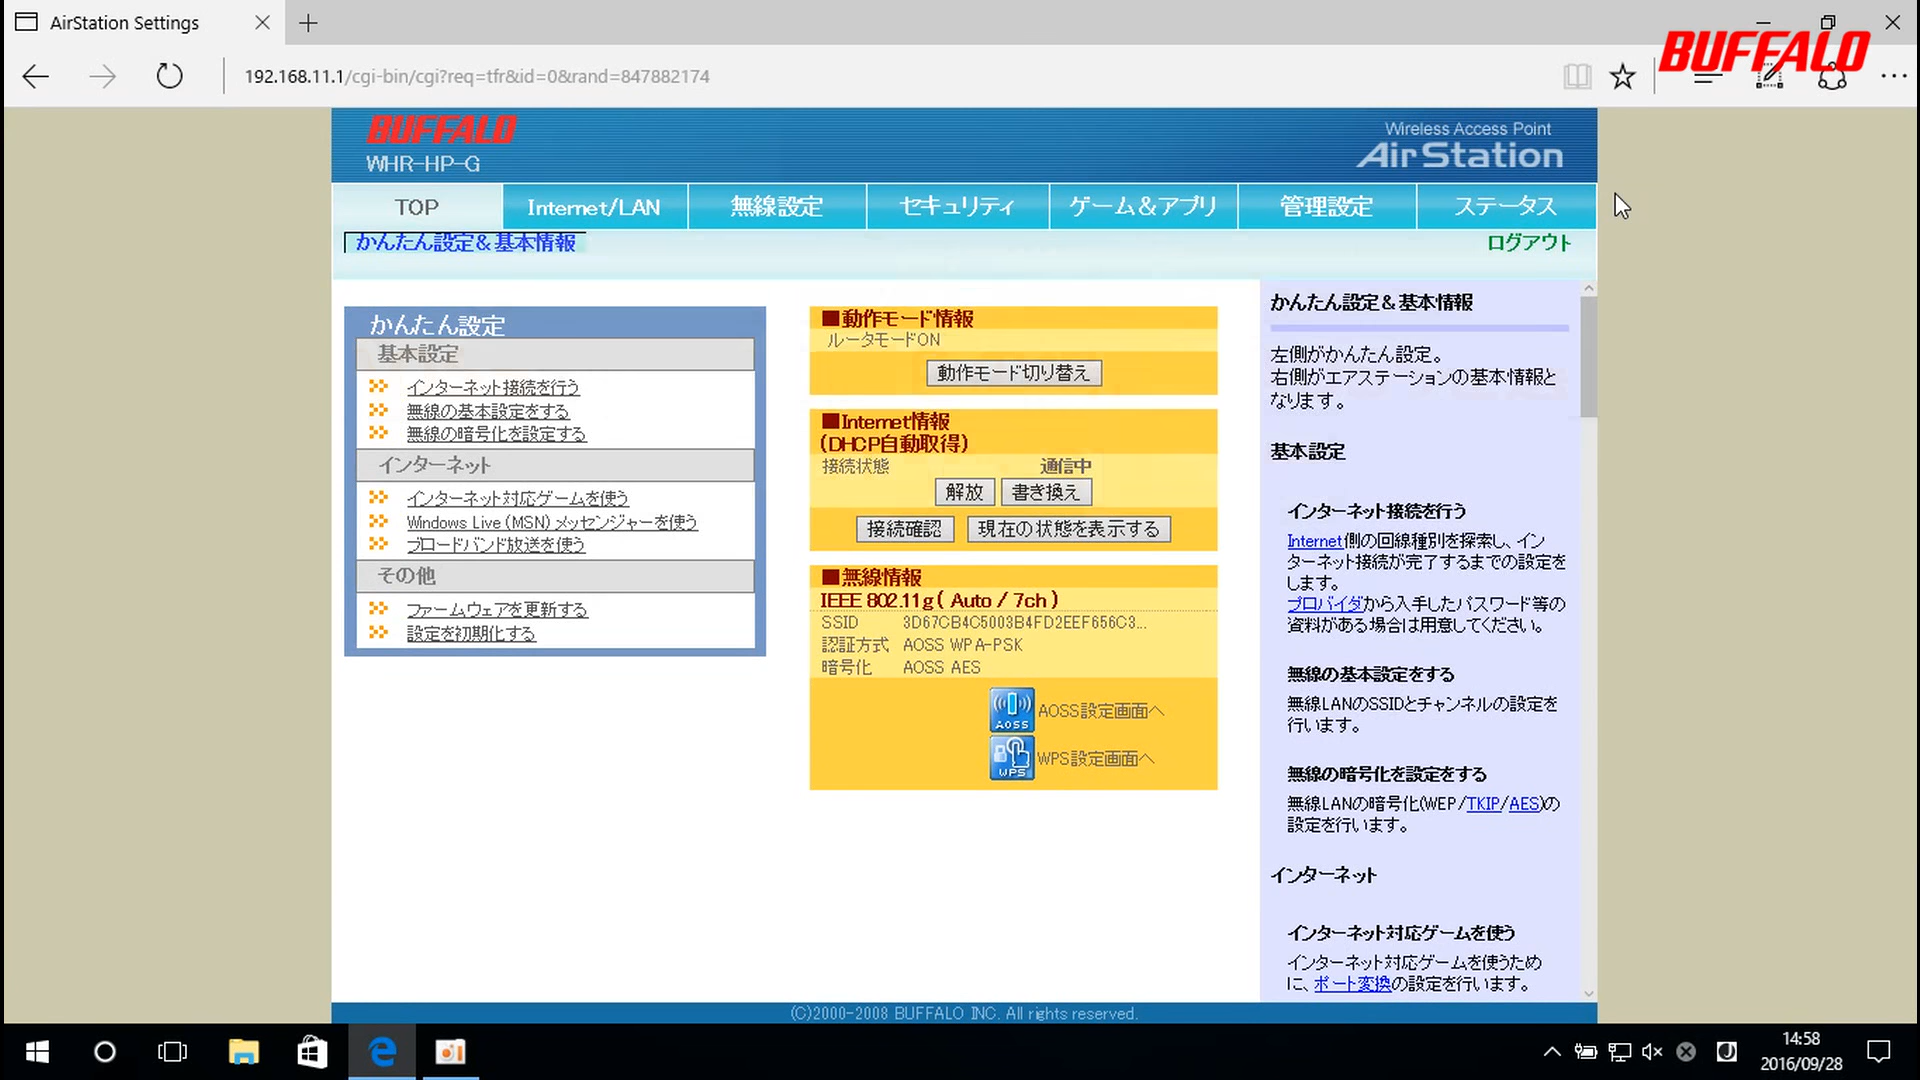 AirStation Settings
BUFFALO
192.168.11.1/cgi-bin/cgi?req=tfr&id=0&rand=847882174
BUFFALO
WHR-HP-G
Wireless Access Point
AirStation
TOP
Internet/LAN
無線設定
セキュリティ
ゲーム＆アプリ
管理設定
ステータス
かんたん設定＆基本情報
ログアウト
かんたん設定
基本設定
インターネット接続を行う
無線の基本設定をする
無線の暗号化を設定する
インターネット
インターネット対応ゲームを使う
Windows Live (MSN) メッセンジャーを使う
ブロードバンド放送を使う
その他
ファームウェアを更新する
設定を初期化する
■動作モード情報
ルータモードON
動作モード切り替え
■Internet情報
(DHCP自動取得)
接続状態 通信中
解放 書き換え
接続確認 現在の状態を表示する
■無線情報
IEEE 802.11g ( Auto / 7ch )
SSID 3D67CB4C5003B4FD2EEF656C3...
認証方式 AOSS WPA-PSK
暗号化 AOSS AES
AOSS
AOSS設定画面へ
WPS
WPS設定画面へ
かんたん設定＆基本情報
左側がかんたん設定。
右側がエアステーションの基本情報と
なります。
基本設定
インターネット接続を行う
Internet側の回線種別を探索し、イン
ターネット接続が完了するまでの設定を
します。
プロバイダから入手したパスワード等の
資料がある場合は用意してください。
無線の基本設定をする
無線LANのSSIDとチャンネルの設定を
行います。
無線の暗号化を設定をする
無線LANの暗号化(WEP/TKIP/AES)の
設定を行います。
インターネット
インターネット対応ゲームを使う
インターネット対応ゲームを使うため
に、ポート変換の設定を行います。
(C)2000-2008 BUFFALO INC. All rights reserved.
14:58
2016/09/28